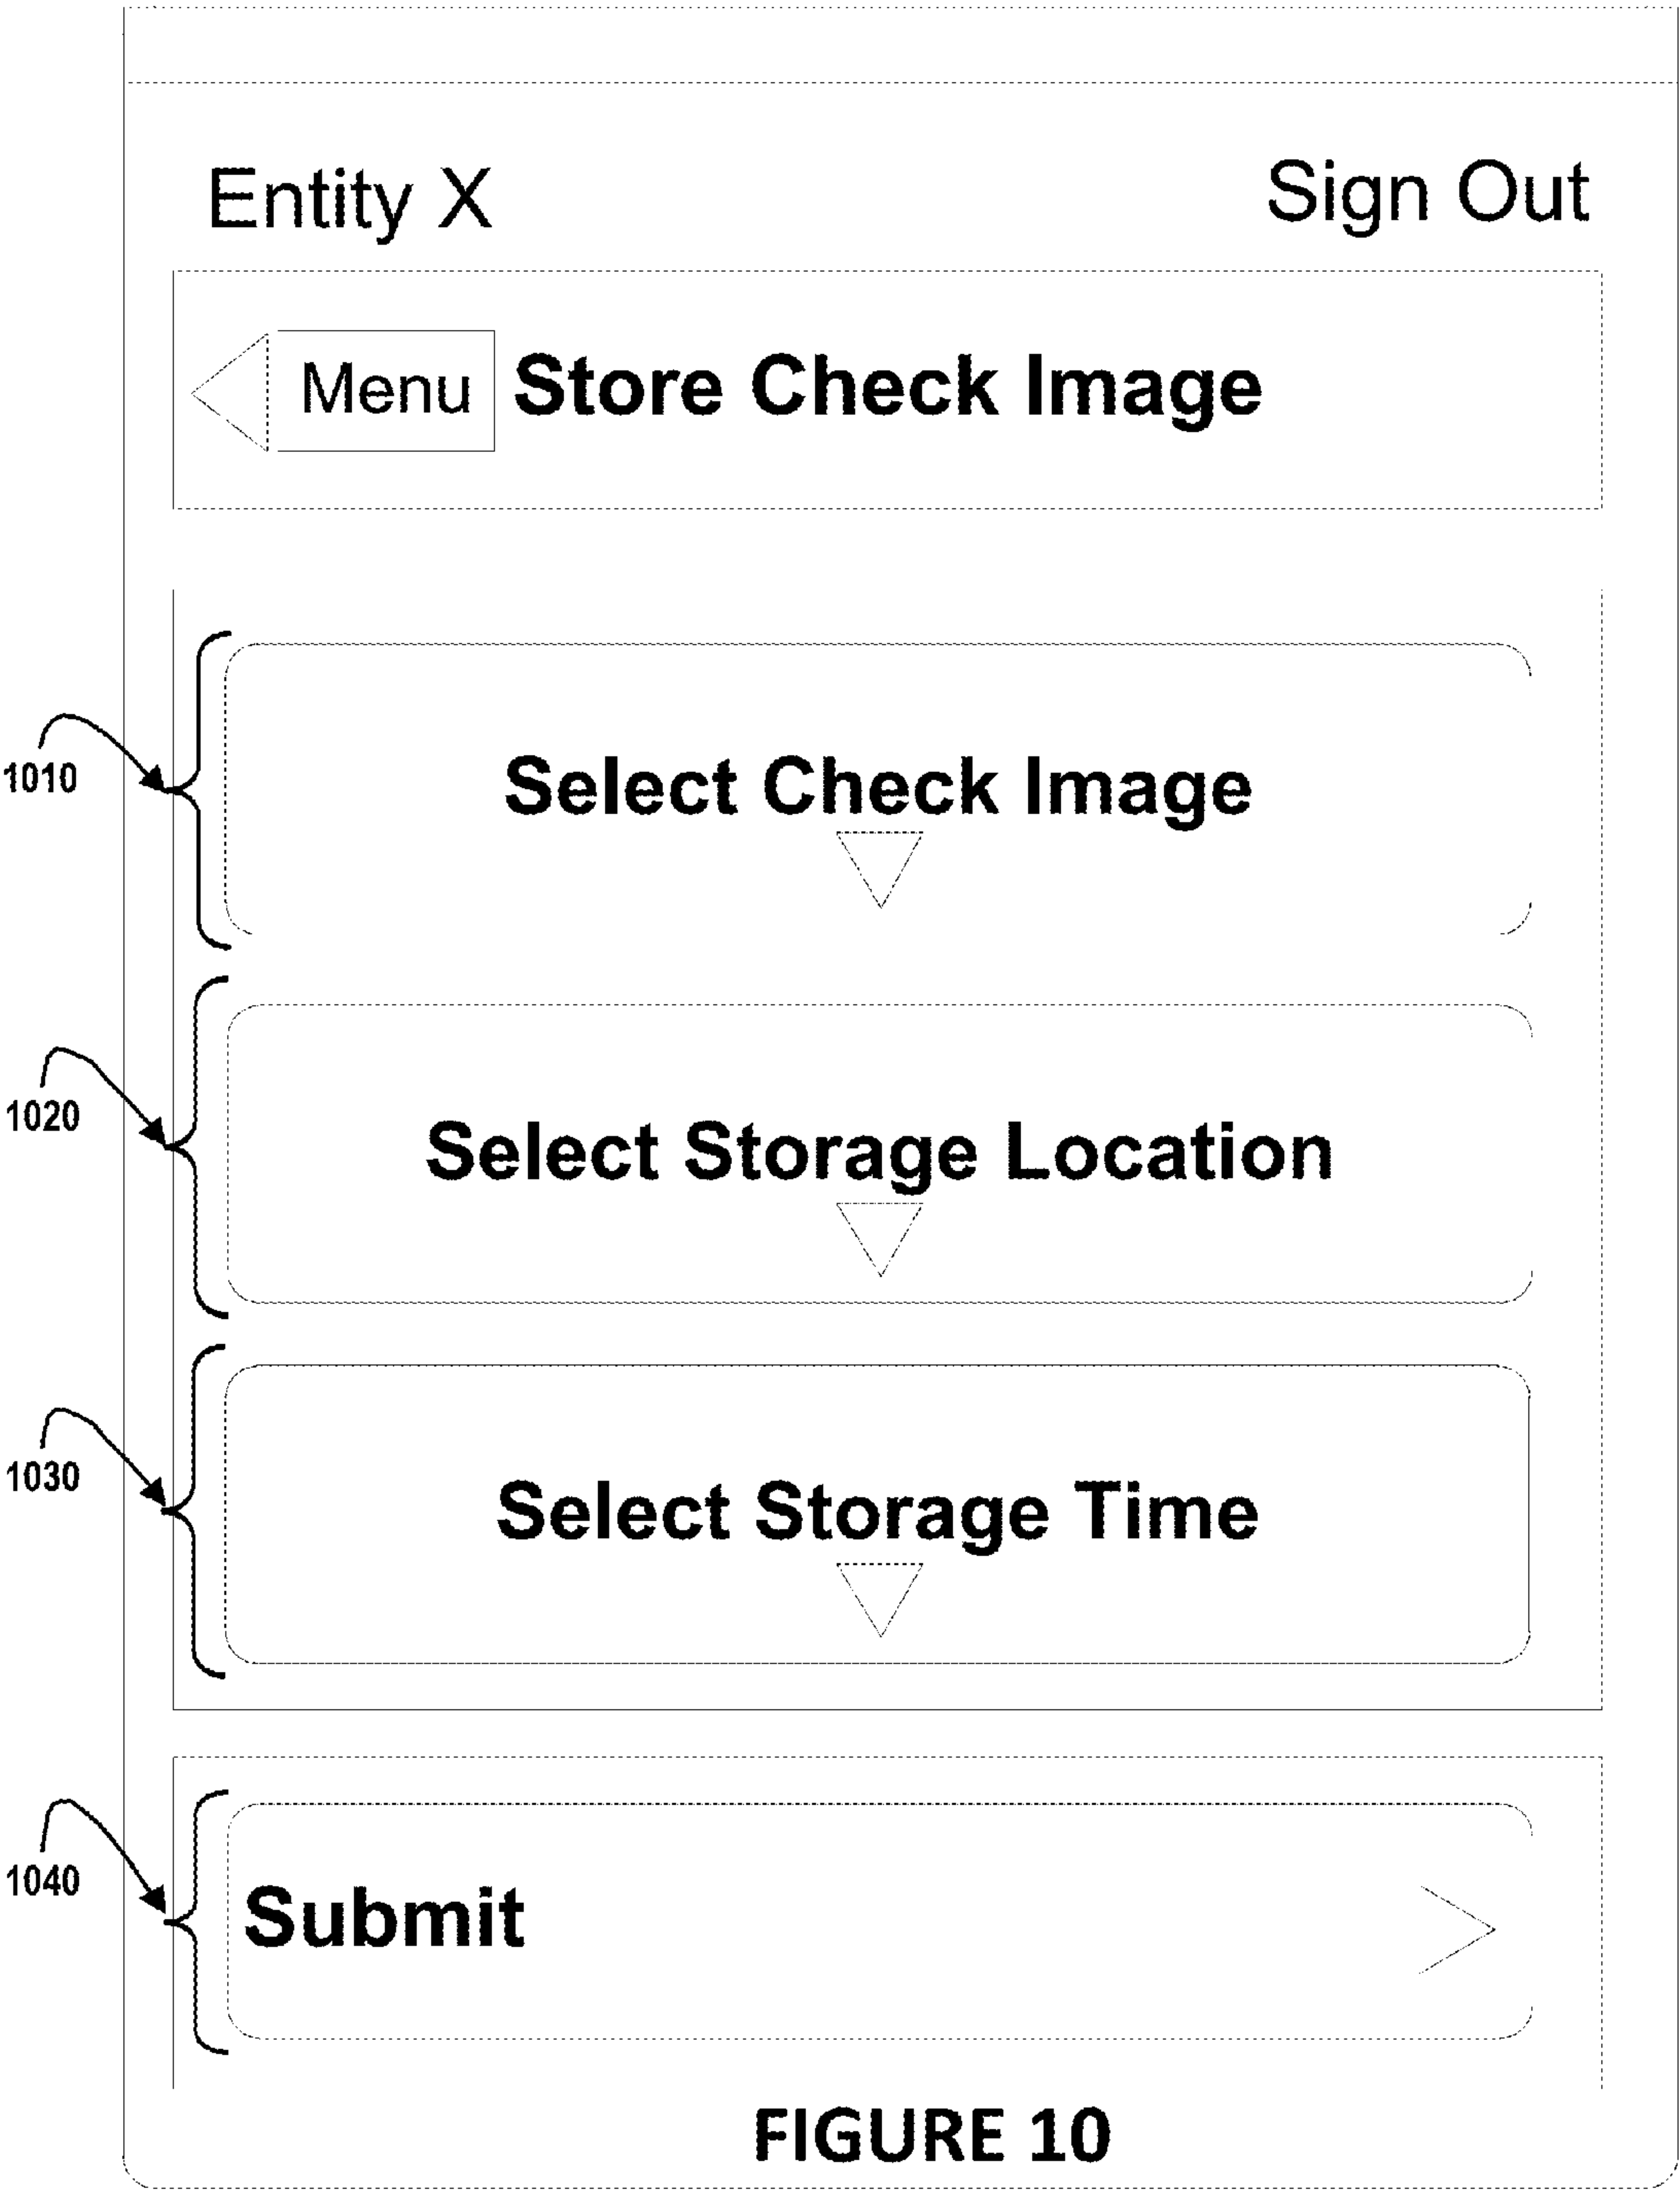 Entity X Sign Out
Menu Store Check Image
1010 Select Check Image
1020 Select Storage Location
1030 Select Storage Time
1040 Submit
FIGURE 10